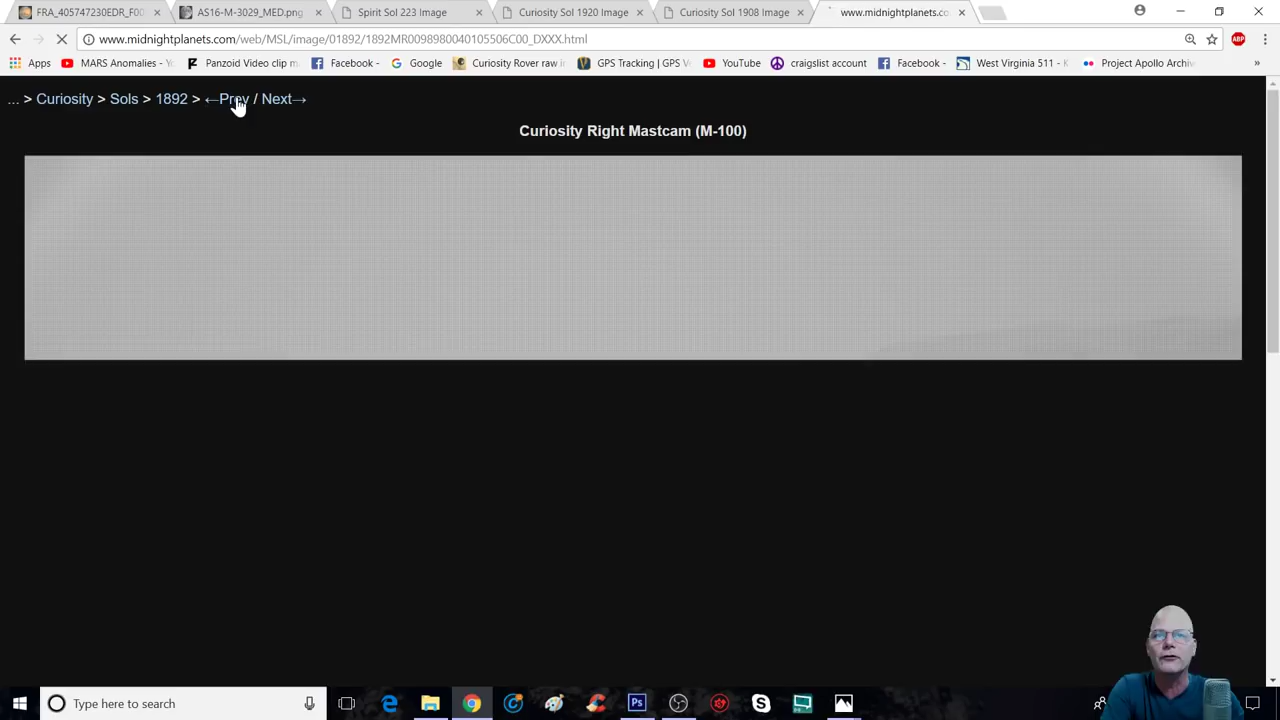 FRA_405747230EDR_F0D
AS16-M-3029_MED.png
Spirit Sol 223 Image
Curiosity Sol 1920 Image
Curiosity Sol 1908 Image
www.midnightplanets.co
www.midnightplanets.com/web/MSL/image/01892/1892MR0098980040105506C00_DXXX.html
Apps
MARS Anomalies - Y
Panzoid Video clip m
Facebook -
Google
Curiosity Rover raw i
GPS Tracking | GPS V
YouTube
craigslist account
Facebook -
West Virginia 511 - K
Project Apollo Archiv
»
... > Curiosity > Sols > 1892 > ←Prev / Next→
Curiosity Right Mastcam (M-100)
Type here to search